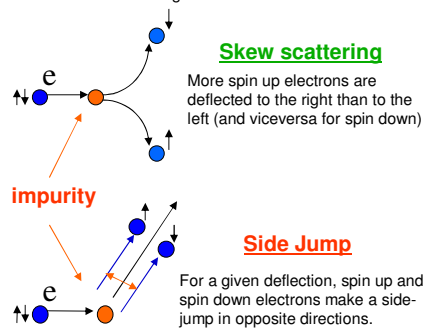 Skew scattering
More spin up electrons are
deflected to the right than to the
left (and viceversa for spin down)
e
impurity
Side Jump
e
For a given deflection, spin up and
spin down electrons make a side-
jump in opposite directions.